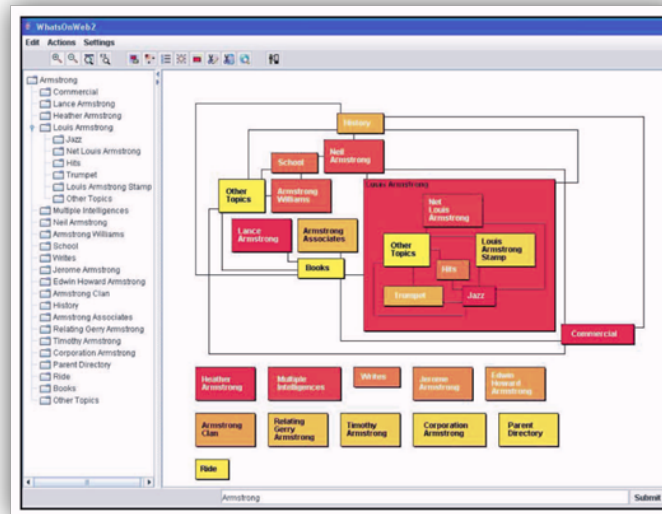 WhatsOnWeb2
Edit Actions Settings
Armstrong
Commercial
Lance Armstrong
Heather Armstrong
Louis Armstrong
Jazz
Net Louis Armstrong
Hits
Trumpet
Louis Armstrong Stamp
Other Topics
Multiple Intelligences
Neil Armstrong
Armstrong Williams
School
Writes
Jerome Armstrong
Edwin Howard Armstrong
Armstrong Clan
History
Armstrong Associates
Relating Gerry Armstrong
Timothy Armstrong
Corporation Armstrong
Parent Directory
Ride
Books
Other Topics
History
School
Neil
Armstrong
Other
Topics
Armstrong
Williams
Louis Armstrong
Net
Louis
Armstrong
Lance
Armstrong
Armstrong
Associates
Other
Topics
Louis
Armstrong
Stamp
Books
Hits
Trumpet
Jazz
Commercial
Heather
Armstrong
Multiple
Intelligences
Writes
Jerome
Armstrong
Edwin
Howard
Armstrong
Armstrong
Clan
Relating
Gerry
Armstrong
Timothy
Armstrong
Corporation
Armstrong
Parent
Directory
Ride
Armstrong
Submit